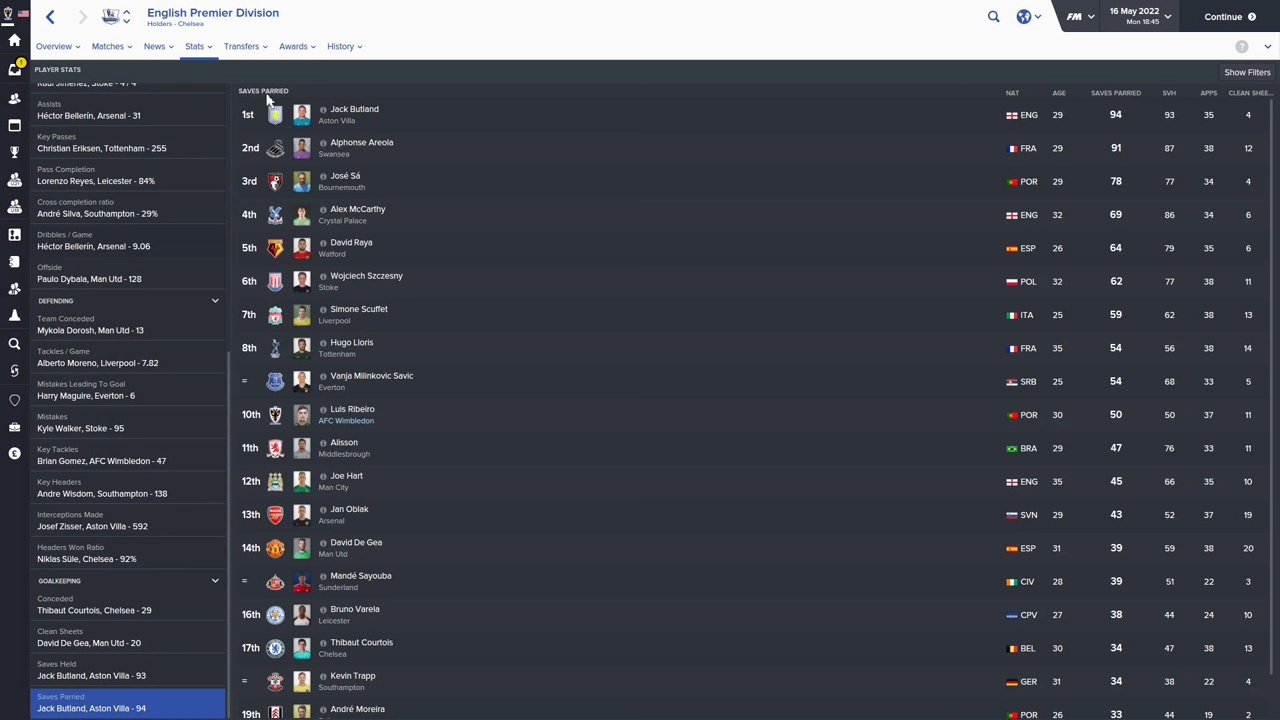 English Premier Division
Holders - Chelsea
FM
16 May 2022
Mon 18:45
Continue
Overview
Matches
News
Stats
Transfers
Awards
History
?
1
PLAYER STATS
Show Filters
Raul Jiménez, Stoke - 474
Assists
Héctor Bellerín, Arsenal - 31
Key Passes
Christian Eriksen, Tottenham - 255
Pass Completion
Lorenzo Reyes, Leicester - 84%
Cross completion ratio
André Silva, Southampton - 29%
Dribbles / Game
Héctor Bellerín, Arsenal - 9.06
Offside
Paulo Dybala, Man Utd - 128
DEFENDING
Team Conceded
Mykola Dorosh, Man Utd - 13
Tackles / Game
Alberto Moreno, Liverpool - 7.82
Mistakes Leading To Goal
Harry Maguire, Everton - 6
Mistakes
Kyle Walker, Stoke - 95
Key Tackles
Brian Gomez, AFC Wimbledon - 47
Key Headers
Andre Wisdom, Southampton - 138
Interceptions Made
Josef Zisser, Aston Villa - 592
Headers Won Ratio
Niklas Süle, Chelsea - 92%
GOALKEEPING
Conceded
Thibaut Courtois, Chelsea - 29
Clean Sheets
David De Gea, Man Utd - 20
Saves Held
Jack Butland, Aston Villa - 93
Saves Parried
Jack Butland, Aston Villa - 94
SAVES PARRIED
NAT AGE SAVES PARRIED SVH APPS CLEAN SHEE...
1st Jack Butland ENG 29 94 93 35 4
Aston Villa
2nd Alphonse Areola FRA 29 91 87 38 12
Swansea
3rd José Sá POR 29 78 77 34 4
Bournemouth
4th Alex McCarthy ENG 32 69 86 34 6
Crystal Palace
5th David Raya ESP 26 64 79 35 6
Watford
6th Wojciech Szczesny POL 32 62 77 38 11
Stoke
7th Simone Scuffet ITA 25 59 62 38 13
Liverpool
8th Hugo Lloris FRA 35 54 56 38 14
Tottenham
= Vanja Milinkovic Savic SRB 25 54 68 33 5
Everton
10th Luis Ribeiro POR 30 50 50 37 11
AFC Wimbledon
11th Alisson BRA 29 47 76 33 11
Middlesbrough
12th Joe Hart ENG 35 45 66 35 10
Man City
13th Jan Oblak SVN 29 43 52 37 19
Arsenal
14th David De Gea ESP 31 39 59 38 20
Man Utd
= Mandé Sayouba CIV 28 39 51 22 3
Sunderland
16th Bruno Varela CPV 27 38 44 24 10
Leicester
17th Thibaut Courtois BEL 30 34 47 38 13
Chelsea
= Kevin Trapp GER 31 34 38 22 4
Southampton
19th André Moreira POR 26 33 44 19 2